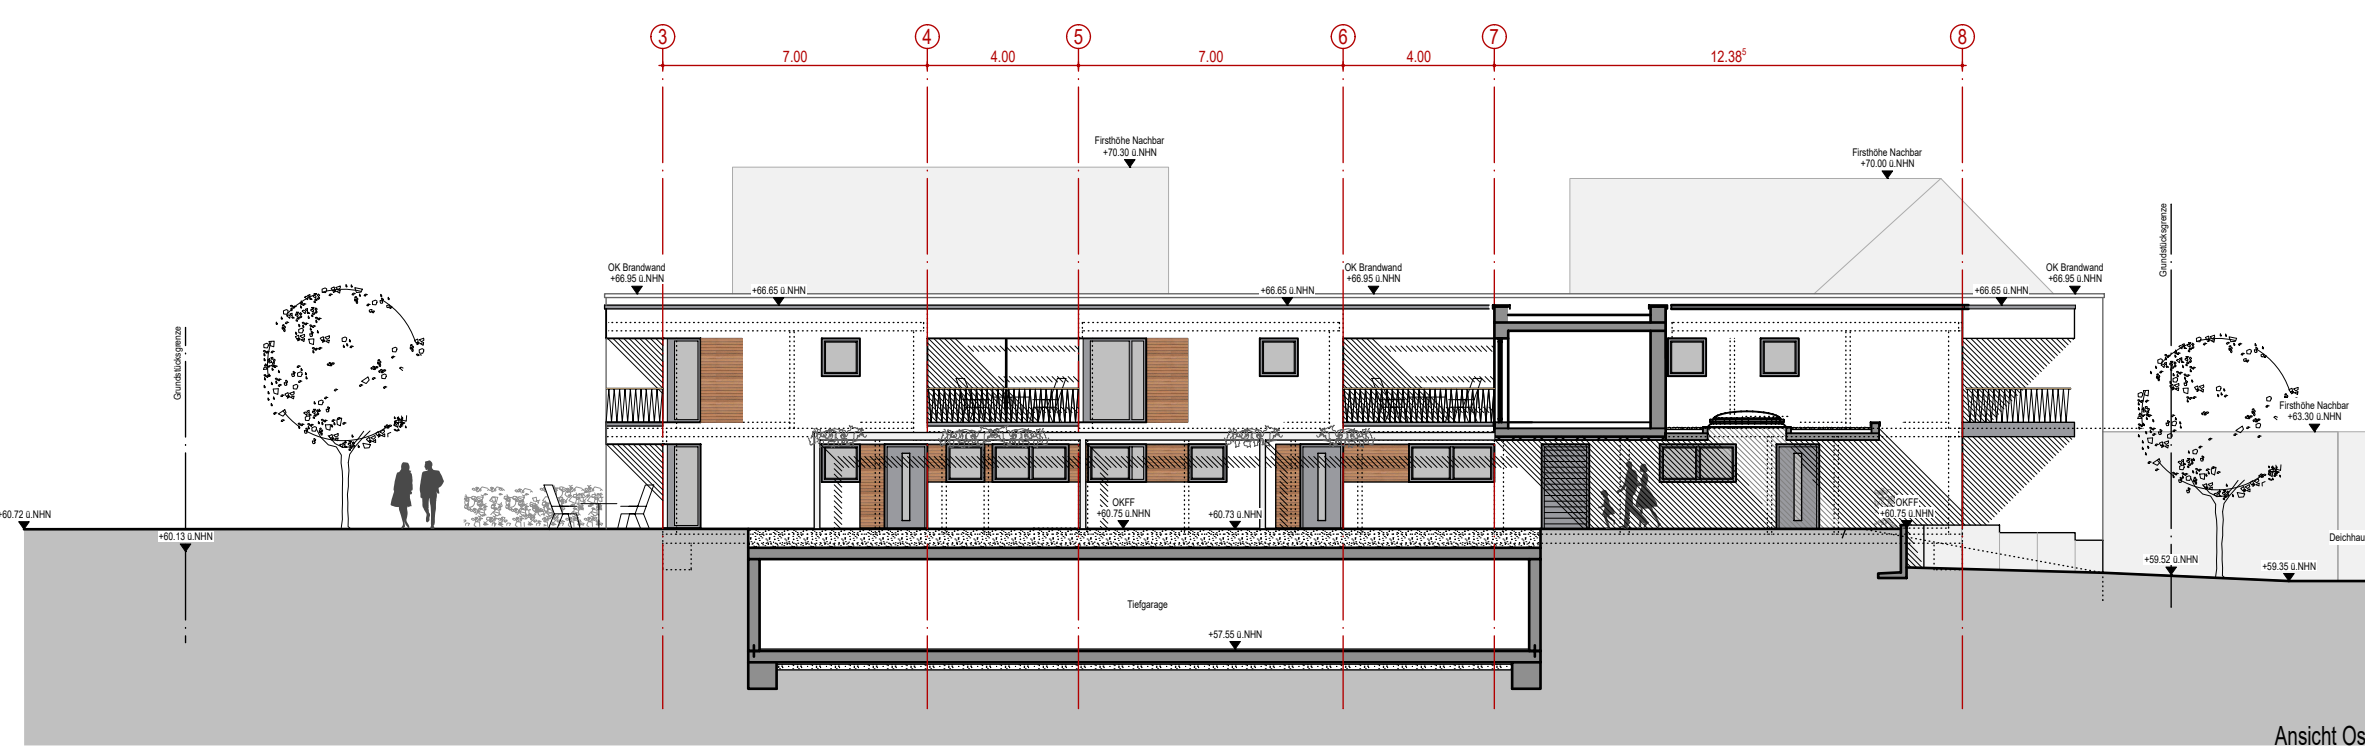 3 4 5 6 7 8
7.00 4.00 7.00 4.00 12.38⁵
Firsthöhe Nachbar
+70.30 ü.NHN
Firsthöhe Nachbar
+70.00 ü.NHN
Grundstücksgrenze
OK Brandwand
+66.95 ü.NHN
OK Brandwand
+66.95 ü.NHN
OK Brandwand
+66.95 ü.NHN
+66.65 ü.NHN
+66.65 ü.NHN
+66.65 ü.NHN
Grundstücksgrenze
Firsthöhe Nachbar
+63.30 ü.NHN
+60.72 ü.NHN
OKFF
+60.75 ü.NHN
+60.73 ü.NHN
OKFF
+60.75 ü.NHN
+60.13 ü.NHN
Deichhau
+59.52 ü.NHN
+59.35 ü.NHN
Tiefgarage
+57.55 ü.NHN
Ansicht Os